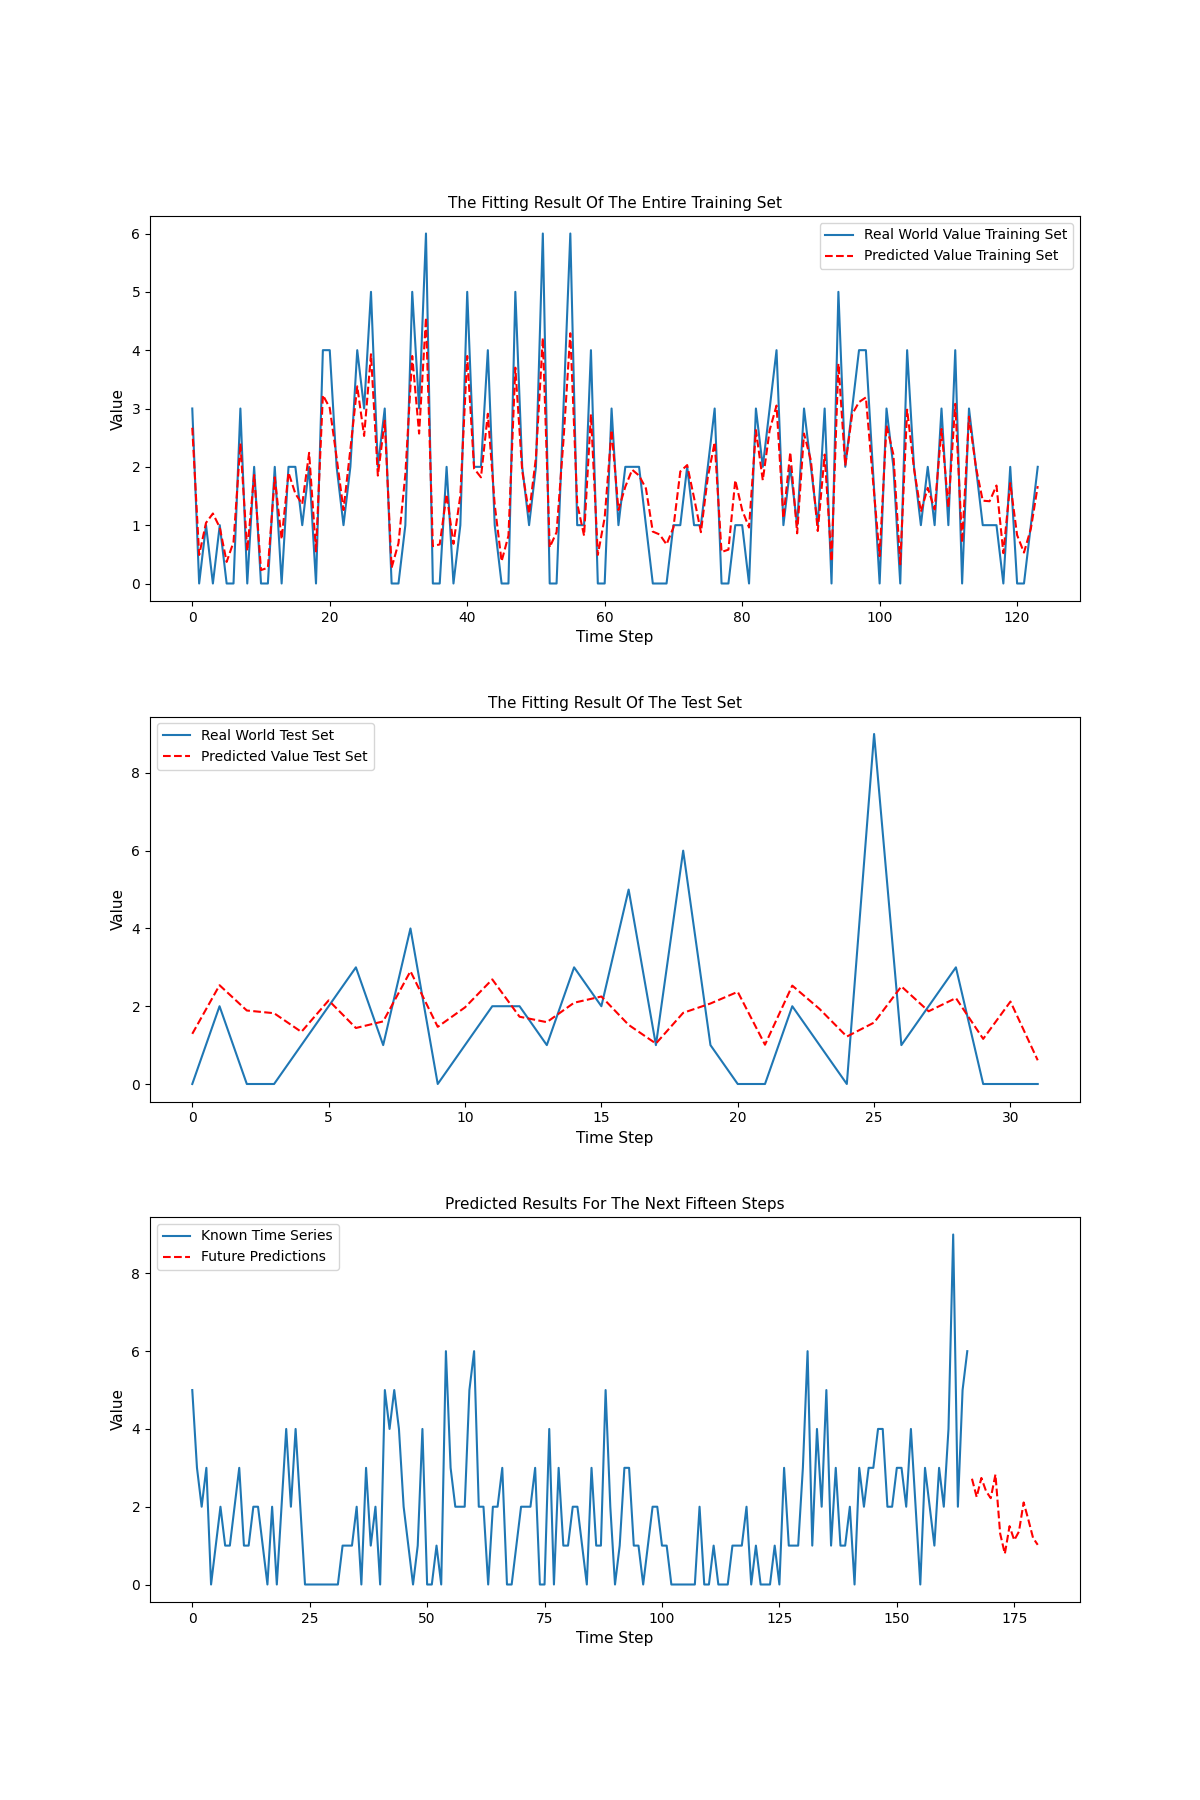 The Fitting Result Of The Entire Training Set
Real World Value Training Set
Predicted Value Training Set
Value
6
5
4
3
2
1
0
0 20 40 60 80 100 120
Time Step
The Fitting Result Of The Test Set
Real World Test Set
Predicted Value Test Set
Value
8
6
4
2
0
0 5 10 15 20 25 30
Time Step
Predicted Results For The Next Fifteen Steps
Known Time Series
Future Predictions
Value
8
6
4
2
0
0 25 50 75 100 125 150 175
Time Step